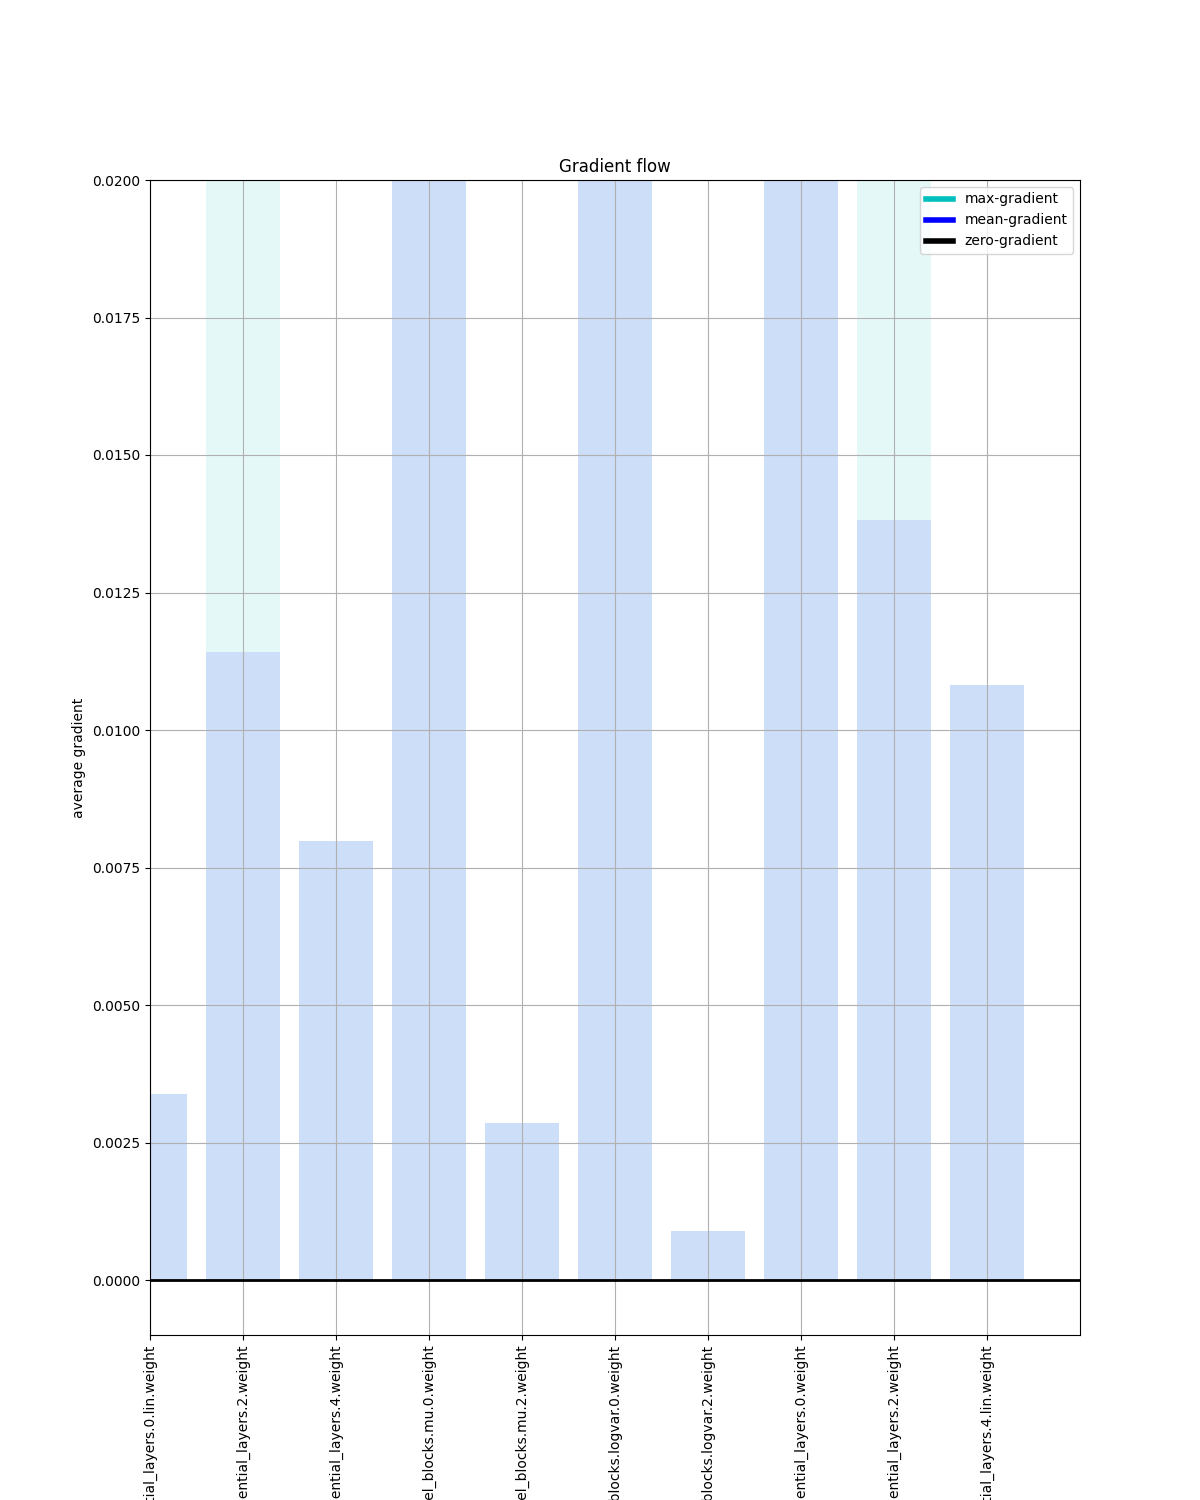 Gradient flow
max-gradient
mean-gradient
zero-gradient
0.0200
0.0175
0.0150
0.0125
0.0100
0.0075
0.0050
0.0025
0.0000
average gradient
tial_layers.0.lin.weight
ential_layers.2.weight
ential_layers.4.weight
el_blocks.mu.0.weight
el_blocks.mu.2.weight
blocks.logvar.0.weight
blocks.logvar.2.weight
ential_layers.0.weight
ential_layers.2.weight
tial_layers.4.lin.weight